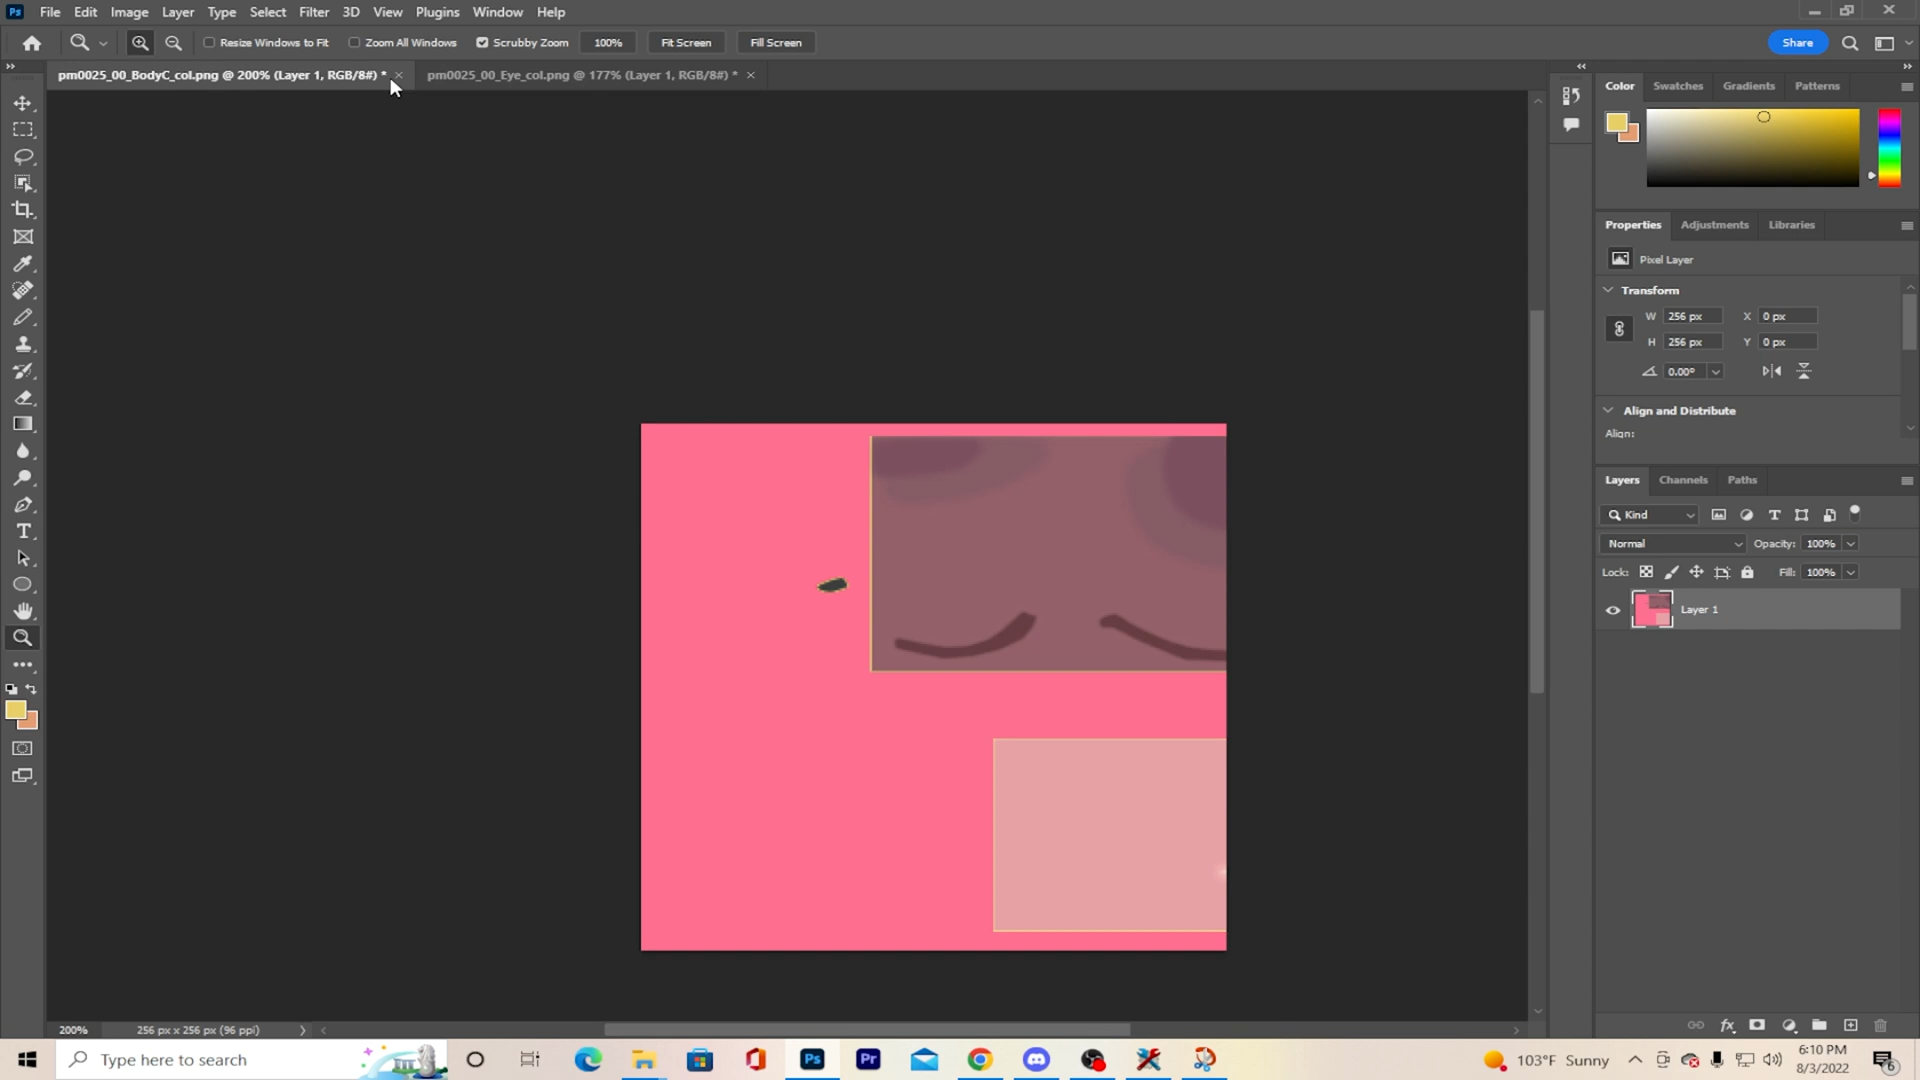 Ps File Edit Image Layer Type Select Filter 3D View Plugins Window Help
Resize Windows to Fit Zoom All Windows Scrubby Zoom 100% Fit Screen Fill Screen Share
pm0025_00_BodyC_col.png @ 200% (Layer 1, RGB/8#) * × pm0025_00_Eye_col.png @ 177% (Layer 1, RGB/8#) * ×
Color Swatches Gradients Patterns
Properties Adjustments Libraries
Pixel Layer
Transform
W 256 px X 0 px
H 256 px Y 0 px
0.00°
Align and Distribute
Align:
Layers Channels Paths
Kind
Normal Opacity: 100%
Lock: Fill: 100%
Layer 1
fx
200% 256 px x 256 px (96 ppi)
Type here to search Ps Pr 103°F Sunny
6:10 PM
8/3/2022
6